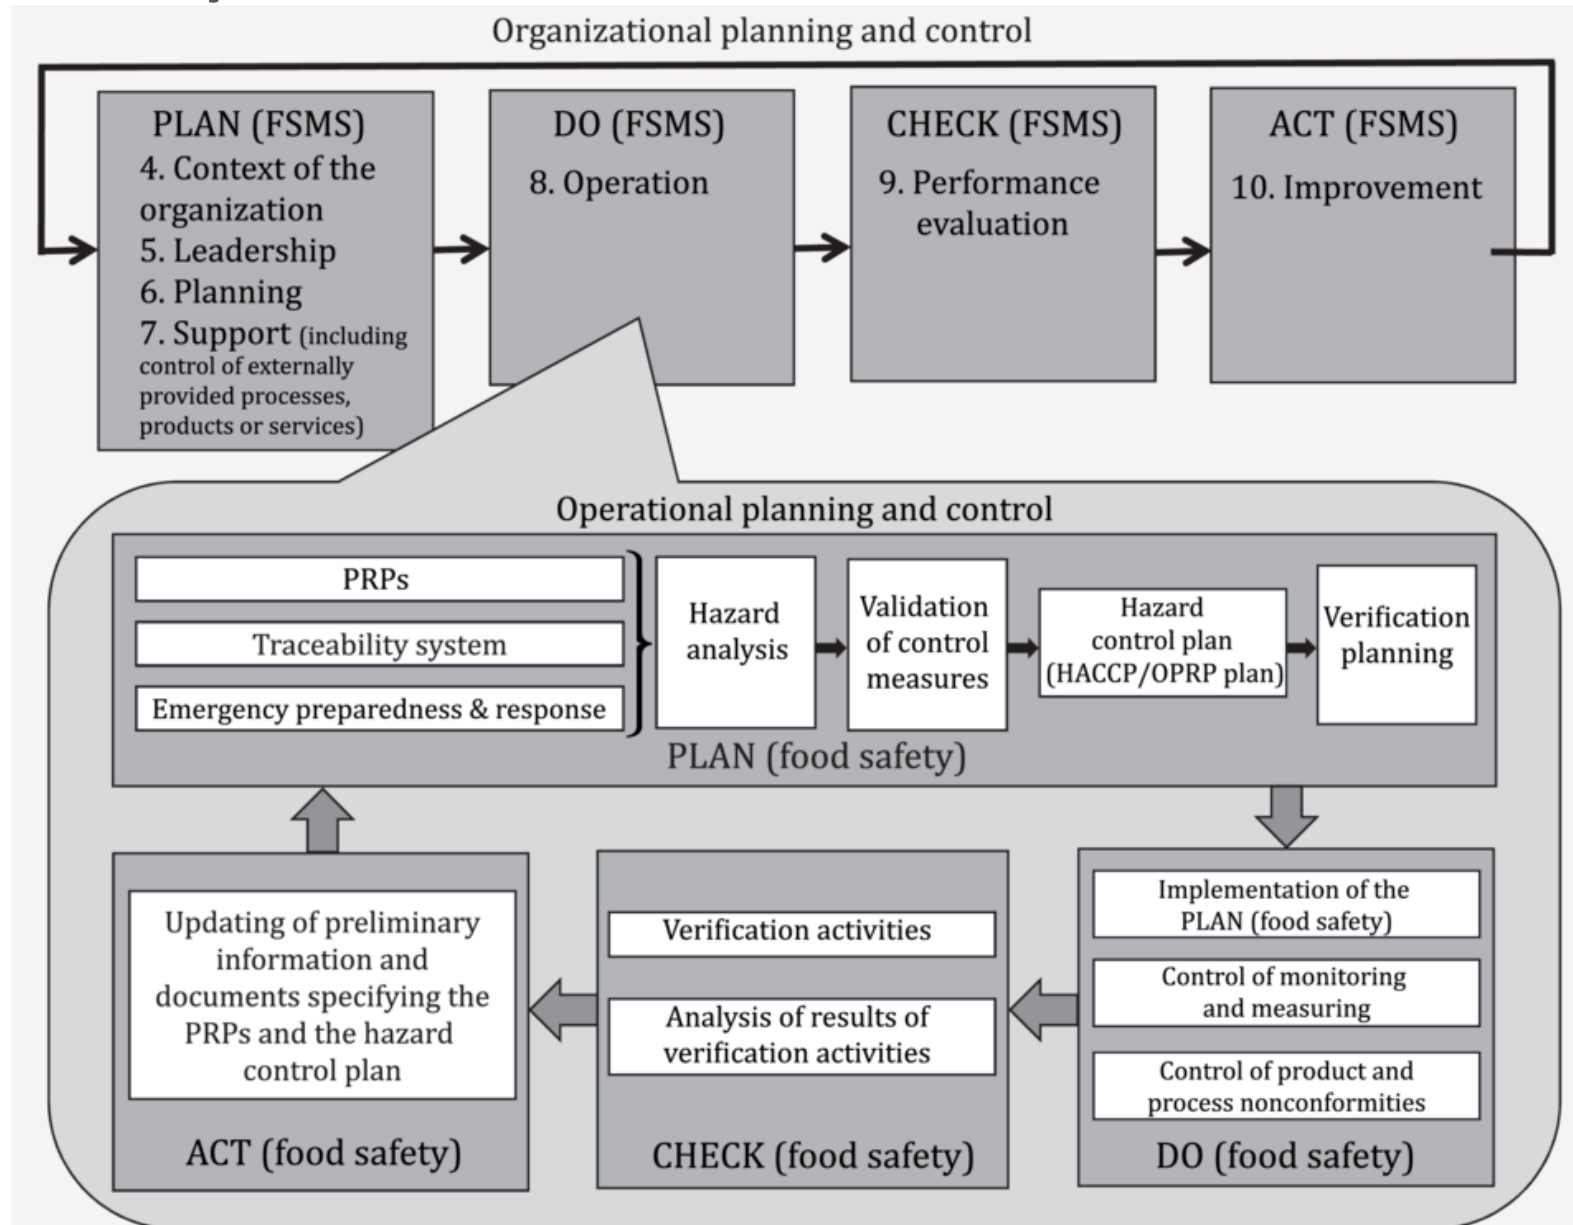 Organizational planning and control
PLAN (FSMS)
4. Context of the
organization
5. Leadership
6. Planning
7. Support (including
control of externally
provided processes,
products or services)
DO (FSMS)
8. Operation
CHECK (FSMS)
9. Performance
evaluation
ACT (FSMS)
10. Improvement
Operational planning and control
PRPs
Traceability system
Emergency preparedness & response
Hazard
analysis
Validation
of control
measures
Hazard
control plan
(HACCP/OPRP plan)
Verification
planning
PLAN (food safety)
Implementation of the
PLAN (food safety)
Control of monitoring
and measuring
Control of product and
process nonconformities
DO (food safety)
Verification activities
Analysis of results of
verification activities
CHECK (food safety)
Updating of preliminary
information and
documents specifying the
PRPs and the hazard
control plan
ACT (food safety)